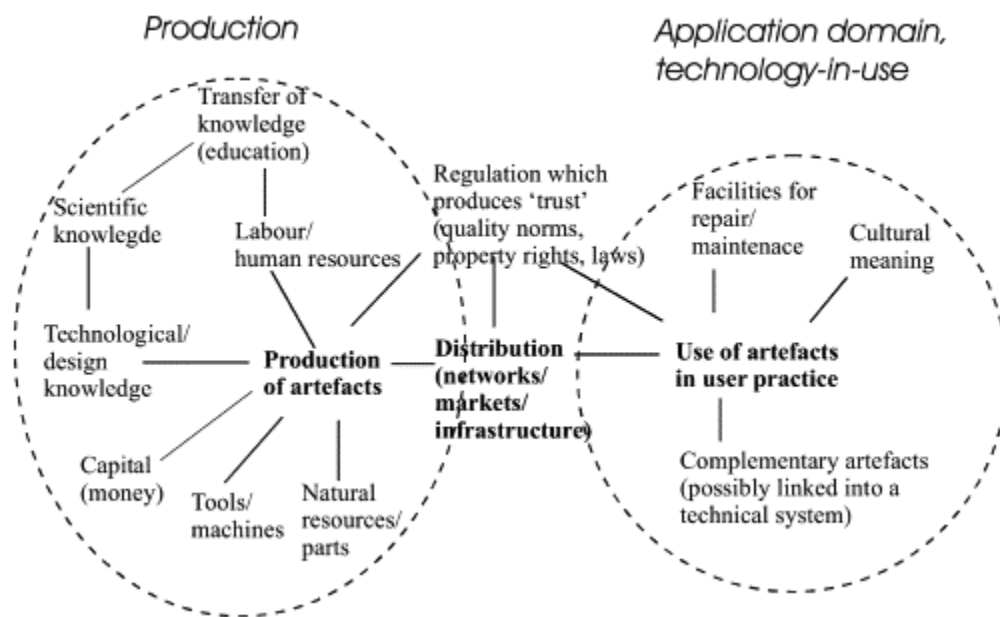 Production
Application domain,
technology-in-use
Transfer of
knowledge
(education)
Scientific
knowlegde
Labour/
human resources
Regulation which
produces ‘trust’
(quality norms,
property rights, laws)
Facilities for
repair/
maintenace
Cultural
meaning
Technological/
design
knowledge
Production
of artefacts
Distribution
(networks/
markets/
infrastructure)
Use of artefacts
in user practice
Capital
(money)
Tools/
machines
Natural
resources/
parts
Complementary artefacts
(possibly linked into a
technical system)